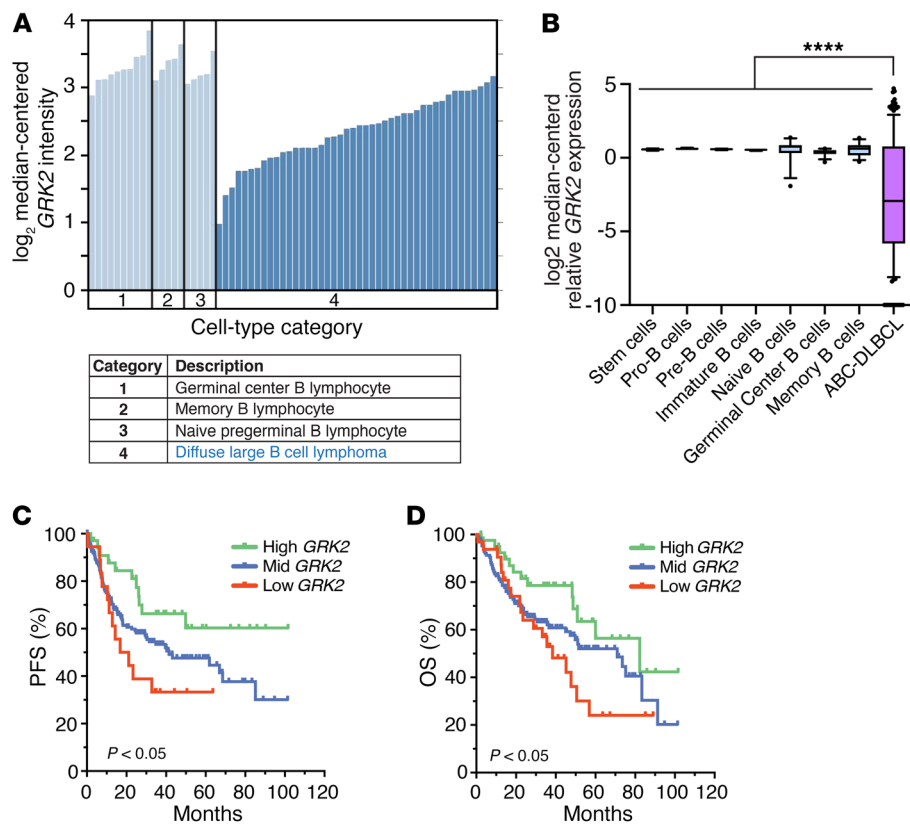 A
log2 median-centered
GRK2 intensity
4
3
2
1
0
1 2 3 4
Cell-type category
Category Description
1 Germinal center B lymphocyte
2 Memory B lymphocyte
3 Naive pregerminal B lymphocyte
4 Diffuse large B cell lymphoma
B
****
log2 median-centerd
relative GRK2 expression
5
0
-5
-10
Stem cells
Pro-B cells
Pre-B cells
Immature B cells
Naive B cells
Germinal Center B cells
Memory B cells
ABC-DLBCL
C
PFS (%)
100
80
60
40
20
0
High GRK2
Mid GRK2
Low GRK2
P < 0.05
0 20 40 60 80 100 120
Months
D
OS (%)
100
80
60
40
20
0
High GRK2
Mid GRK2
Low GRK2
P < 0.05
0 20 40 60 80 100 120
Months